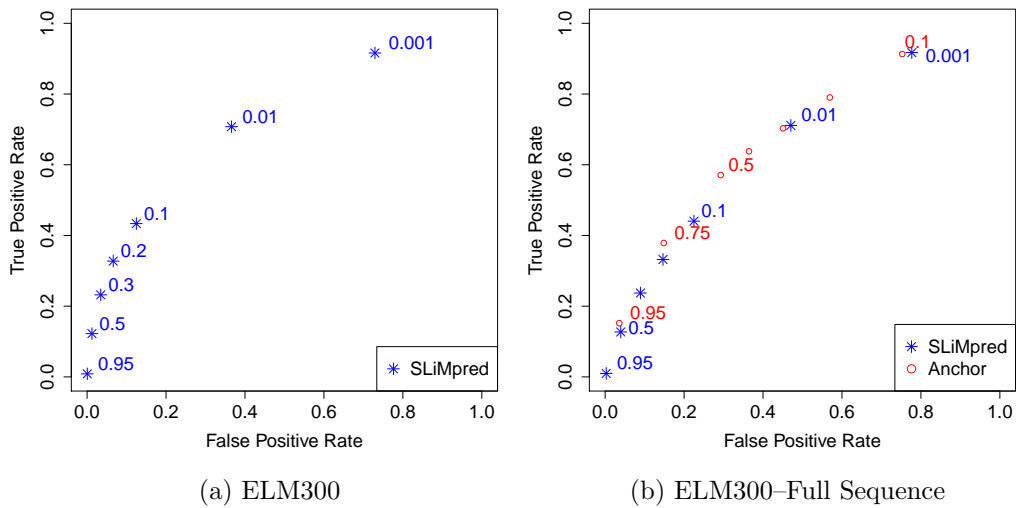 1.0
0.8
0.6
0.4
0.2
0.0
True Positive Rate
0.001
0.01
0.1
0.2
0.3
0.5
0.95
SLiMpred
0.0 0.2 0.4 0.6 0.8 1.0
False Positive Rate
(a) ELM300
1.0
0.8
0.6
0.4
0.2
0.0
True Positive Rate
0.1
0.001
0.01
0.5
0.1
0.75
0.95
0.5
0.95
SLiMpred
Anchor
0.0 0.2 0.4 0.6 0.8 1.0
False Positive Rate
(b) ELM300–Full Sequence